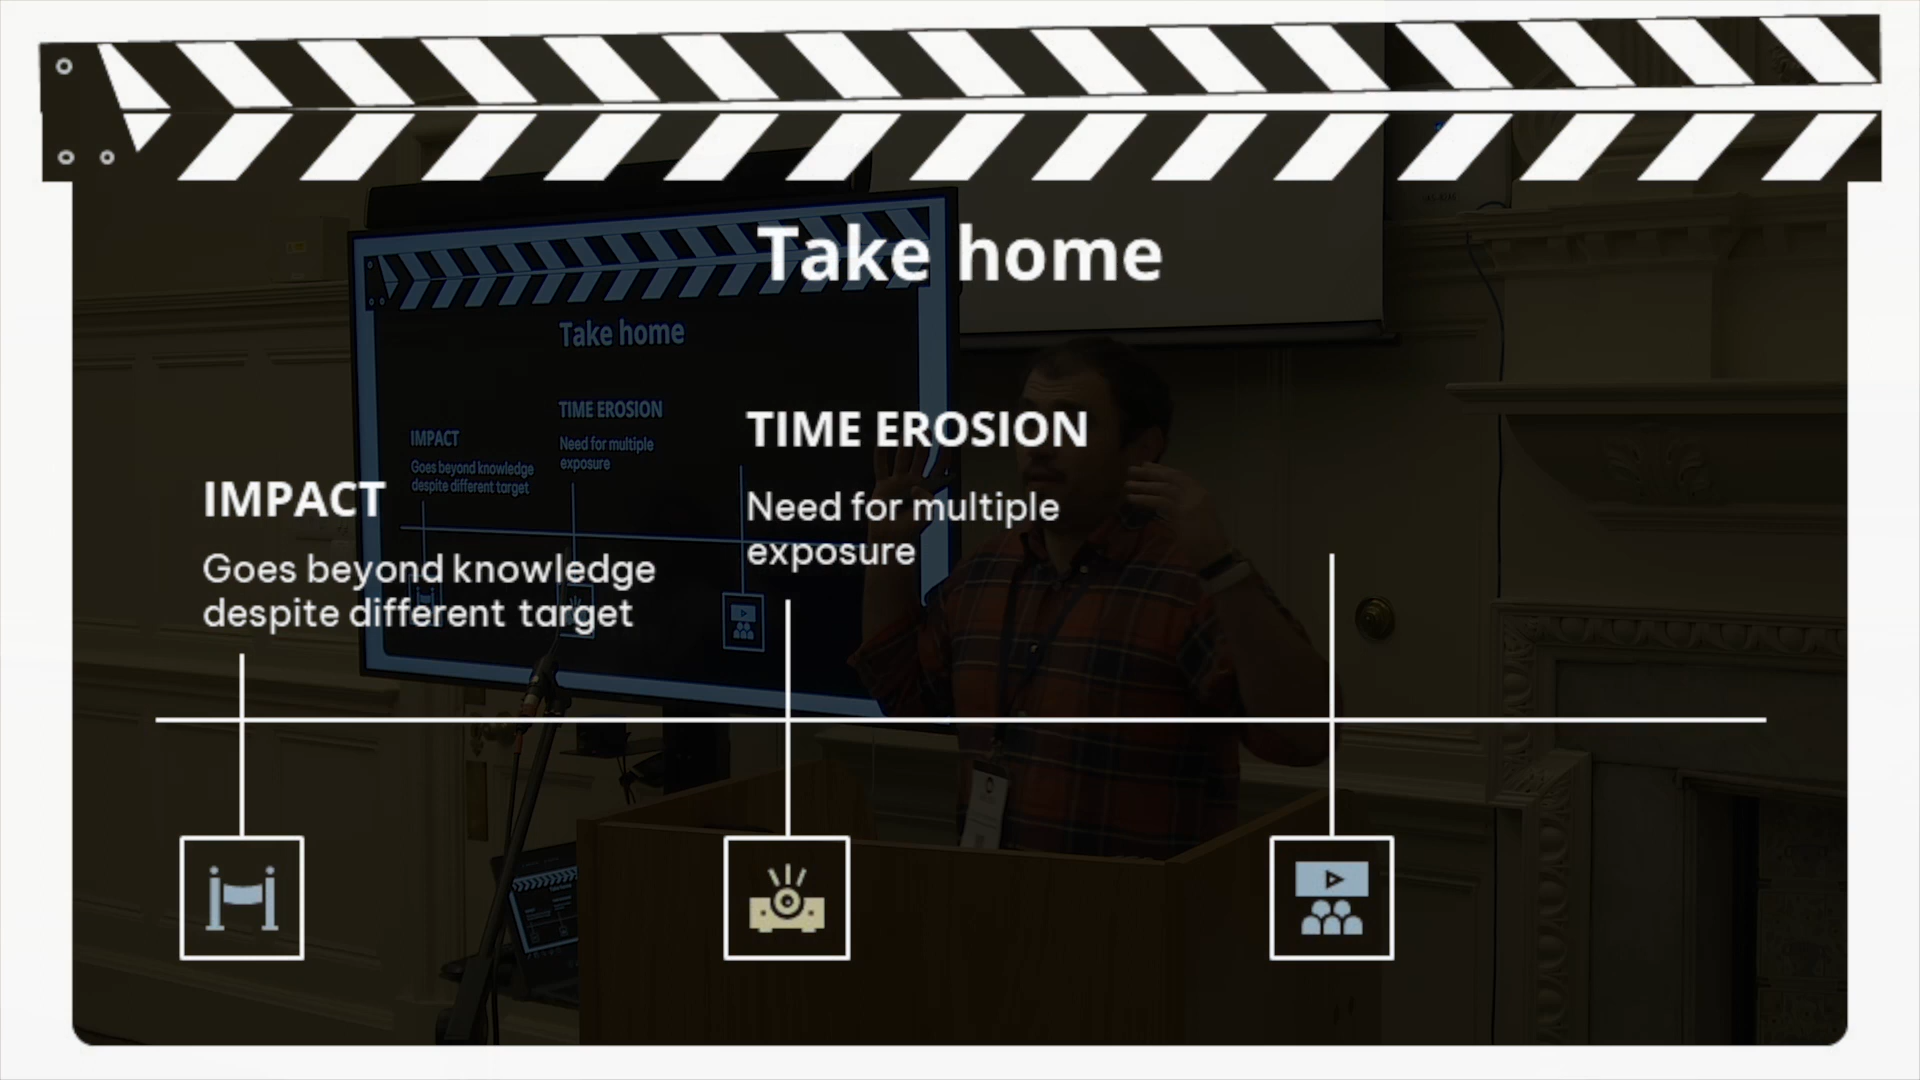 Take home
IMPACT
Goes beyond knowledge
despite different target
TIME EROSION
Need for multiple
exposure
Take home
IMPACT
Goes beyond knowledge
despite different target
TIME EROSION
Need for multiple
exposure